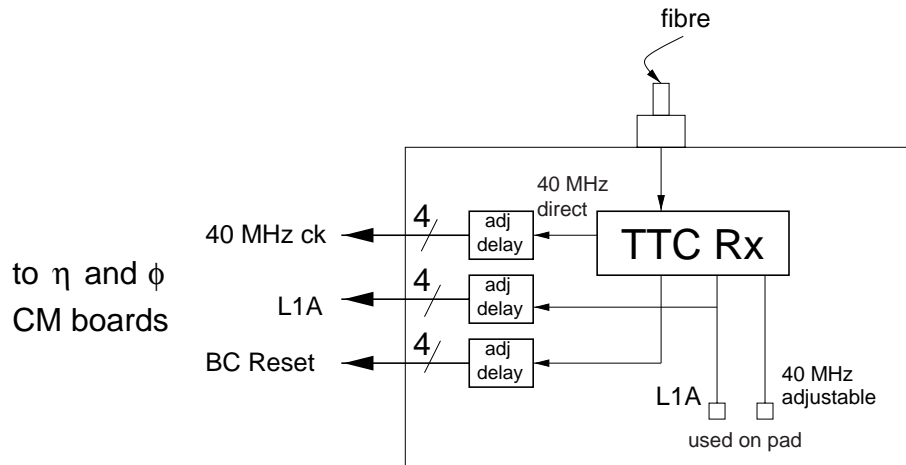 fibre
40 MHz
direct
TTC Rx
4
adj
delay
40 MHz ck
to η and ϕ
CM boards
4
adj
delay
L1A
4
adj
delay
BC Reset
L1A
40 MHz
adjustable
used on pad